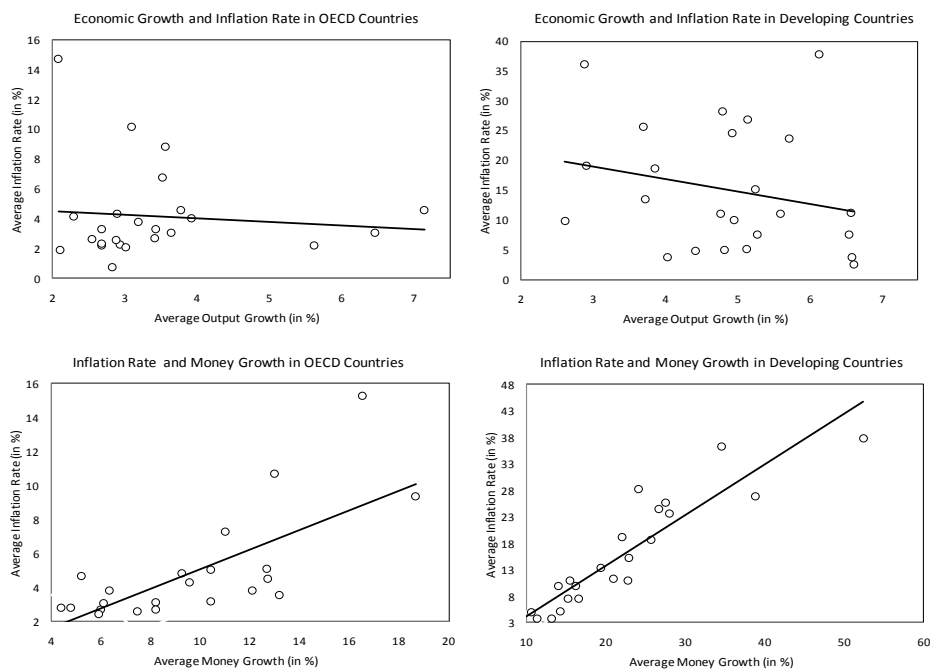 Economic Growth and Inflation Rate in OECD Countries
Average Inflation Rate (in %)
16
14
12
10
8
6
4
2
0
2 3 4 5 6 7
Average Output Growth (in %)
Economic Growth and Inflation Rate in Developing Countries
Average Inflation Rate (in %)
40
35
30
25
20
15
10
5
0
2 3 4 5 6 7
Average Output Growth (in %)
Inflation Rate and Money Growth in OECD Countries
Average Inflation Rate (in %)
16
14
12
10
8
6
4
2
4 6 8 10 12 14 16 18 20
Average Money Growth (in %)
Inflation Rate and Money Growth in Developing Countries
Average Inflation Rate (in %)
48
43
38
33
28
23
18
13
8
3
10 20 30 40 50 60
Average Money Growth (in %)